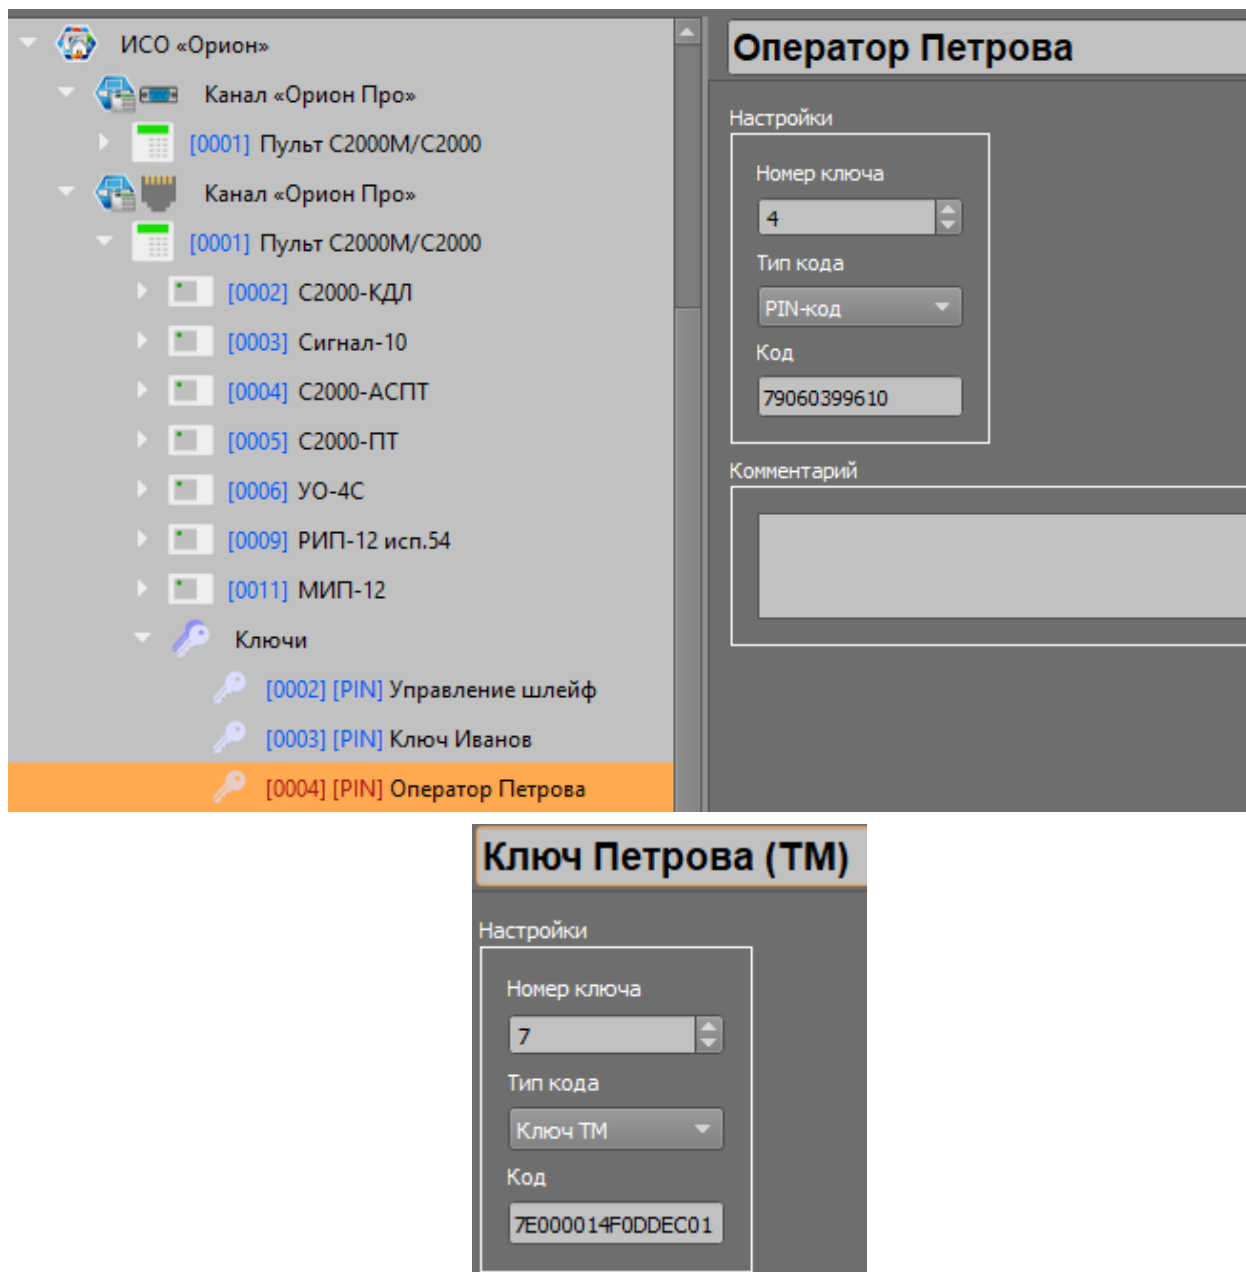 ИСО «Орион»
Канал «Орион Про»
[0001] Пульт С2000М/С2000
Канал «Орион Про»
[0001] Пульт С2000М/С2000
[0002] С2000-КДЛ
[0003] Сигнал-10
[0004] С2000-АСПТ
[0005] С2000-ПТ
[0006] УО-4С
[0009] РИП-12 исп.54
[0011] МИП-12
Ключи
[0002] [PIN] Управление шлейф
[0003] [PIN] Ключ Иванов
[0004] [PIN] Оператор Петрова
Оператор Петрова
Настройки
Номер ключа
4
Тип кода
PIN-код
Код
79060399610
Комментарий
Ключ Петрова (ТМ)
Настройки
Номер ключа
7
Тип кода
Ключ ТМ
Код
7E000014F0DDEC01